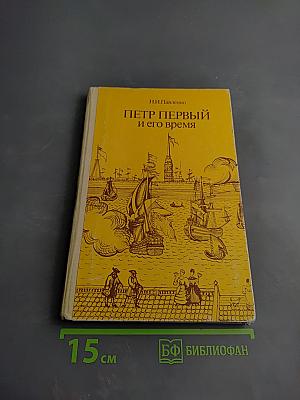 Н.И.Павленко
ПЕТР ПЕРВЫЙ
и его время
15 см
БФ БИБЛИОФАН